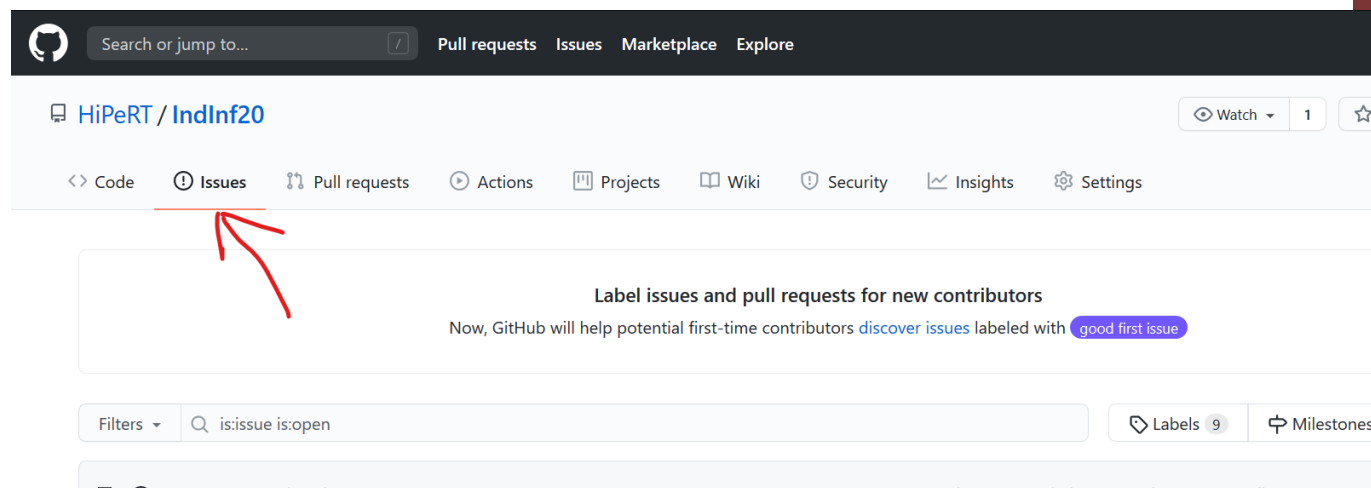 Search or jump to... / Pull requests Issues Marketplace Explore
HiPeRT / IndInf20 Watch 1
Code Issues Pull requests Actions Projects Wiki Security Insights Settings
Label issues and pull requests for new contributors
Now, GitHub will help potential first-time contributors discover issues labeled with good first issue
Filters is:issue is:open Labels 9 Milestones